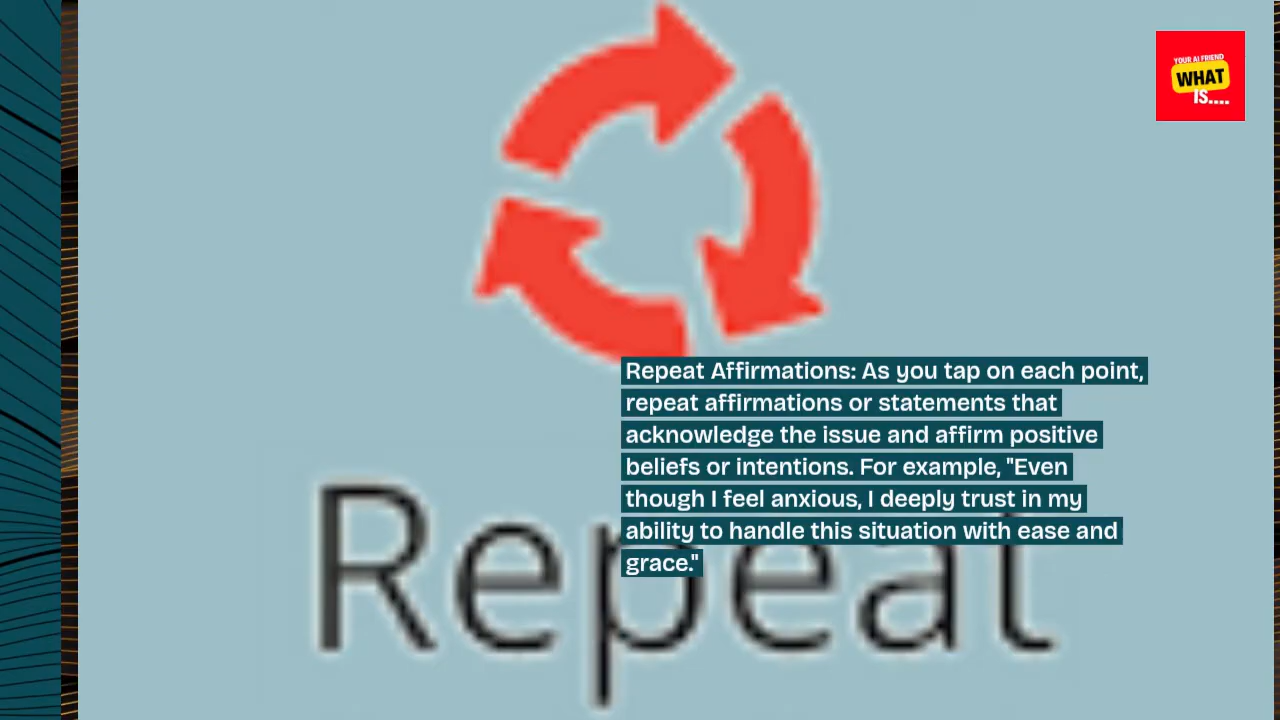 YOUR AI FRIEND
WHAT
IS....
Repeat Affirmations: As you tap on each point,
repeat affirmations or statements that
acknowledge the issue and affirm positive
beliefs or intentions. For example, "Even
though I feel anxious, I deeply trust in my
ability to handle this situation with ease and
grace."
Repeat